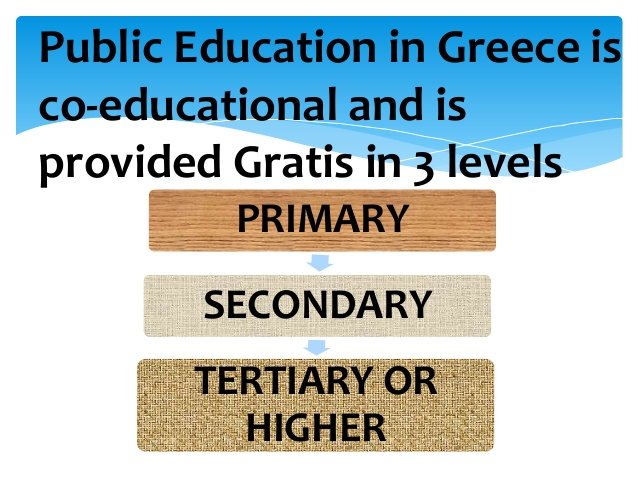 Public Education in Greece is
co-educational and is
provided Gratis in 3 levels
PRIMARY
SECONDARY
TERTIARY OR
HIGHER